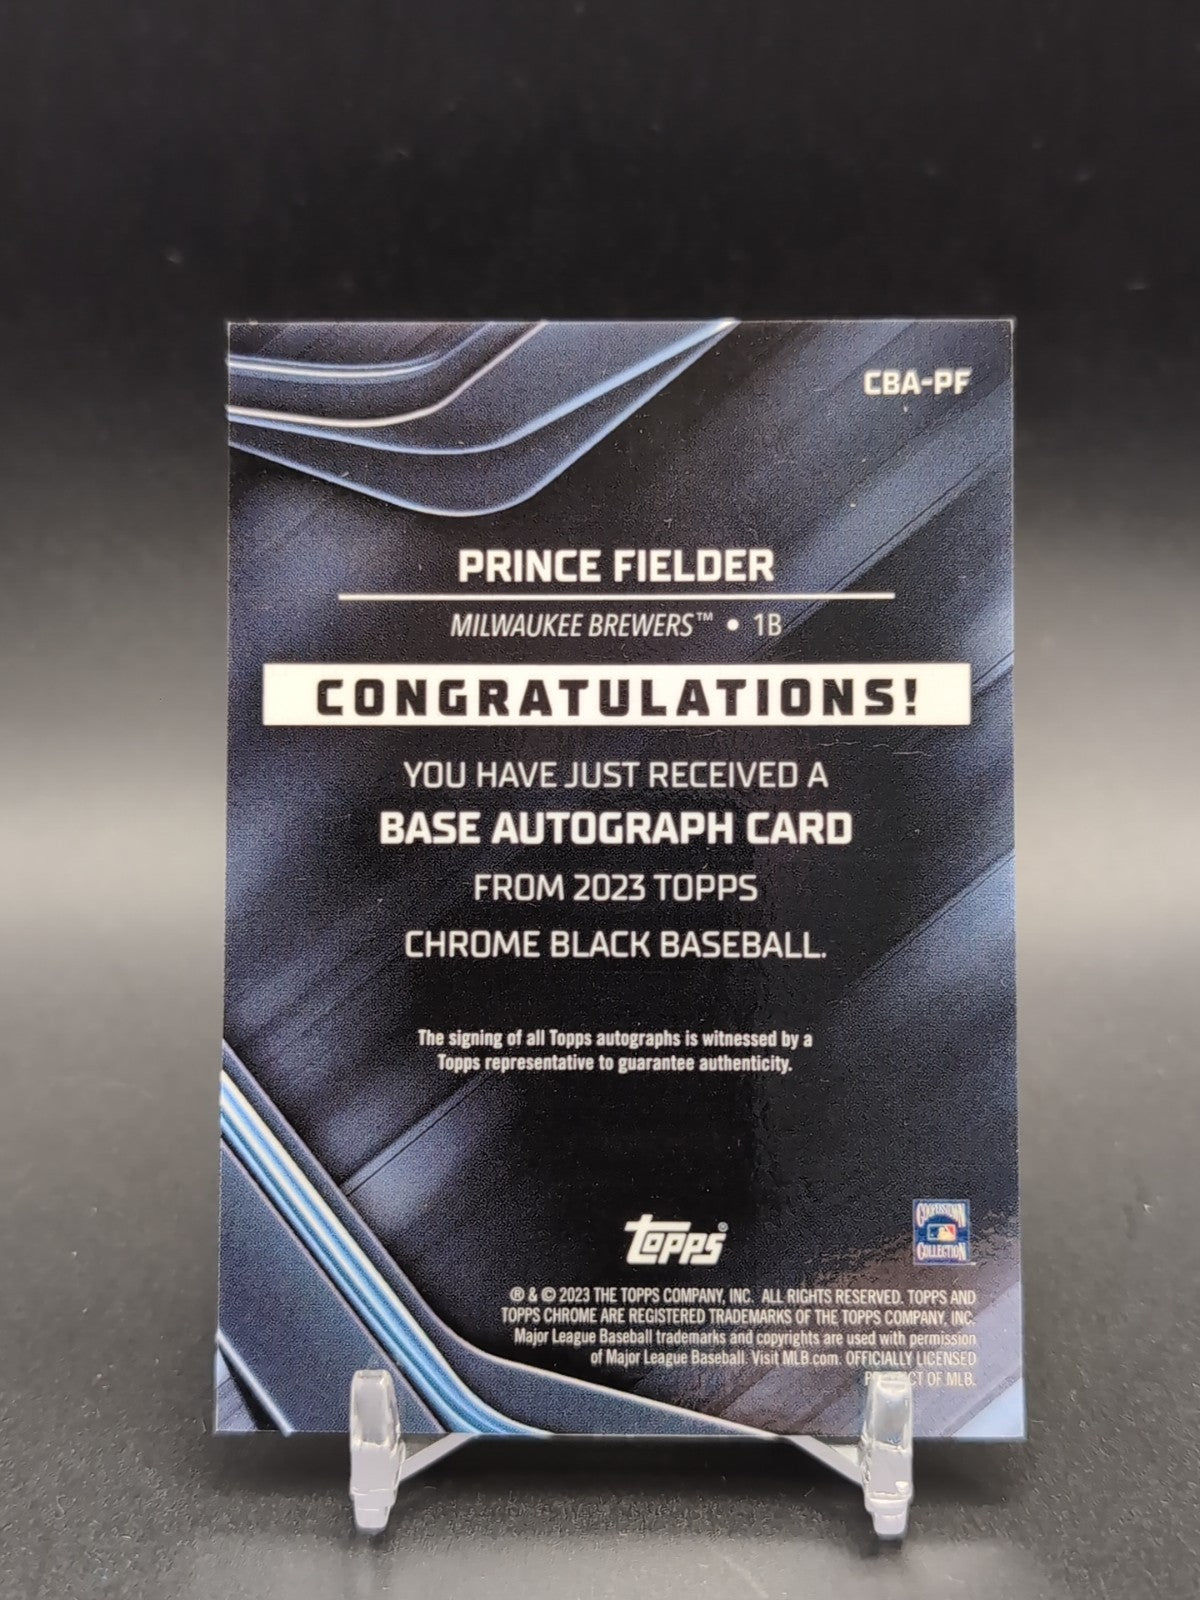 CBA-PF
PRINCE FIELDER
MILWAUKEE BREWERS™ • 1B
CONGRATULATIONS!
YOU HAVE JUST RECEIVED A
BASE AUTOGRAPH CARD
FROM 2023 TOPPS
CHROME BLACK BASEBALL.
The signing of all Topps autographs is witnessed by a
Topps representative to guarantee authenticity.
topps®
COOPERSTOWN
COLLECTION
® & © 2023 THE TOPPS COMPANY, INC. ALL RIGHTS RESERVED. TOPPS AND
TOPPS CHROME ARE REGISTERED TRADEMARKS OF THE TOPPS COMPANY, INC.
Major League Baseball trademarks and copyrights are used with permission
of Major League Baseball. Visit MLB.com. OFFICIALLY LICENSED
OF MLB.